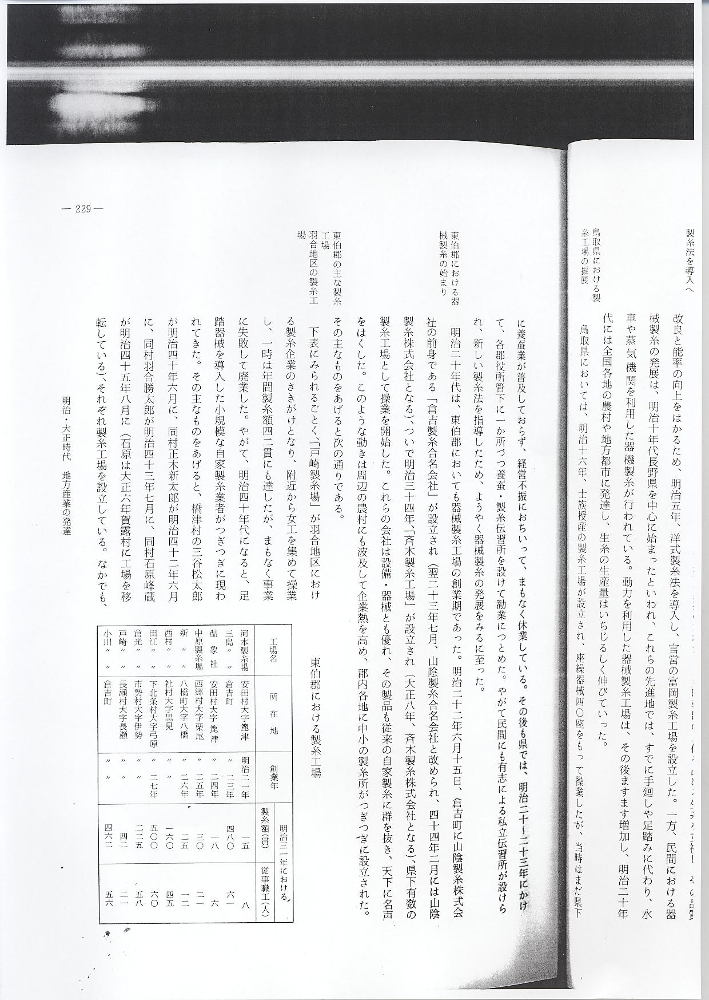 製糸法を導入へ
改良と能率の向上をはかるため、明治五年、洋式製糸法を導入し、官営の富岡製糸工場を設立した。一方、民間における器
械製糸の発展は、明治十年代長野県を中心に始まったといわれ、これらの先進地では、すでに手廻しや足踏みに代わり、水
車や蒸気機関を利用した器機製糸が行われている。動力を利用した器械製糸工場は、その後ますます増加し、明治二十年
代には全国各地の農村や地方都市に発達し、生糸の生産量はいちじるしく伸びていった。
鳥取県における製
糸工場の振展
鳥取県においては、明治十六年、士族授産の製糸工場が設立され、座繰器械四〇座をもって操業したが、当時はまだ県下
に養蚕業が普及しておらず、経営不振におちいって、まもなく休業している。その後も県では、明治二十〜二十三年にかけ
て、各郡役所管下に一か所づつ養蚕・製糸伝習所を設けて勧業につとめた。やがて民間にも有志による私立伝習所が設けら
れ、新しい製糸法を指導したため、ようやく器械製糸の発展をみるに至った。
東伯郡における器
械製糸の始まり
明治二十年代は、東伯郡においても器械製糸工場の創業期であった。明治二十二年六月十五日、倉吉町に山陰製糸株式会
社の前身である「倉吉製糸合名会社」が設立され（翌二十三年七月、山陰製糸合名会社と改められ、四十四年二月には山陰
製糸株式会社となる）、ついで明治三十四年、「斉木製糸工場」が設立され（大正八年、斉木製糸株式会社となる）、県下有数の
製糸工場として操業を開始した。これらの会社は設備・器械とも優れ、その製品も従来の自家製糸に群を抜き、天下に名声
をはくした。このような動きは周辺の農村にも波及して企業熱を高め、郡内各地に中小の製糸所がつぎつぎに設立された。
東伯郡の主な製糸
工場
その主なものをあげると次の通りである。
羽合地区の製糸工
場
下表にみられるごとく、「戸崎製糸場」が羽合地区におけ
る製糸企業のさきがけとなり、附近から女工を集めて操業
し、一時は年間製糸額四二貫にも達したが、まもなく事業
に失敗して廃業した。やがて、明治四十年代になると、足
踏器械を導入した小規模な自家製糸業者がつぎつぎに現わ
れてきた。その主なものをあげると、橋津村の三谷松太郎
が明治四十年六月に、同村正木新太郎が明治四十二年六月
に、同村羽合勝太郎が明治四十三年七月に、同村石原峰蔵
が明治四十五年八月に（石原は大正六年賀露村に工場を移
転している）、それぞれ製糸工場を設立している。なかでも、
東伯郡における製糸工場
工場名 所在地 創業年 明治三一年における 製糸額(貫) 従事職工(人)
河本製糸場 安田村大字箆津 明治二一年 一五 八
三島〃 倉吉町 〃二三年 四八〇 六一
温象社 安田村大字箆津 〃二四年 一八 六
中原製糸場 西郷村大字栗尾 〃二五年 三〇 二一
新〃〃 八橋町大字八橋 〃二六年 二五 一二
西村〃〃 社村大字黒見 〃〃 一六〇 四五
田江〃〃 下北条村大字弓原 〃二七年 五〇〇 六〇
倉光〃〃 市勢村大字伊勢 〃〃 二二五 五八
戸崎〃〃 長瀬村大字長瀬 〃〃 四二 二一
小川〃〃 倉吉町 〃〃 四六二 五六
明治・大正時代 地方産業の発達
— 229 —